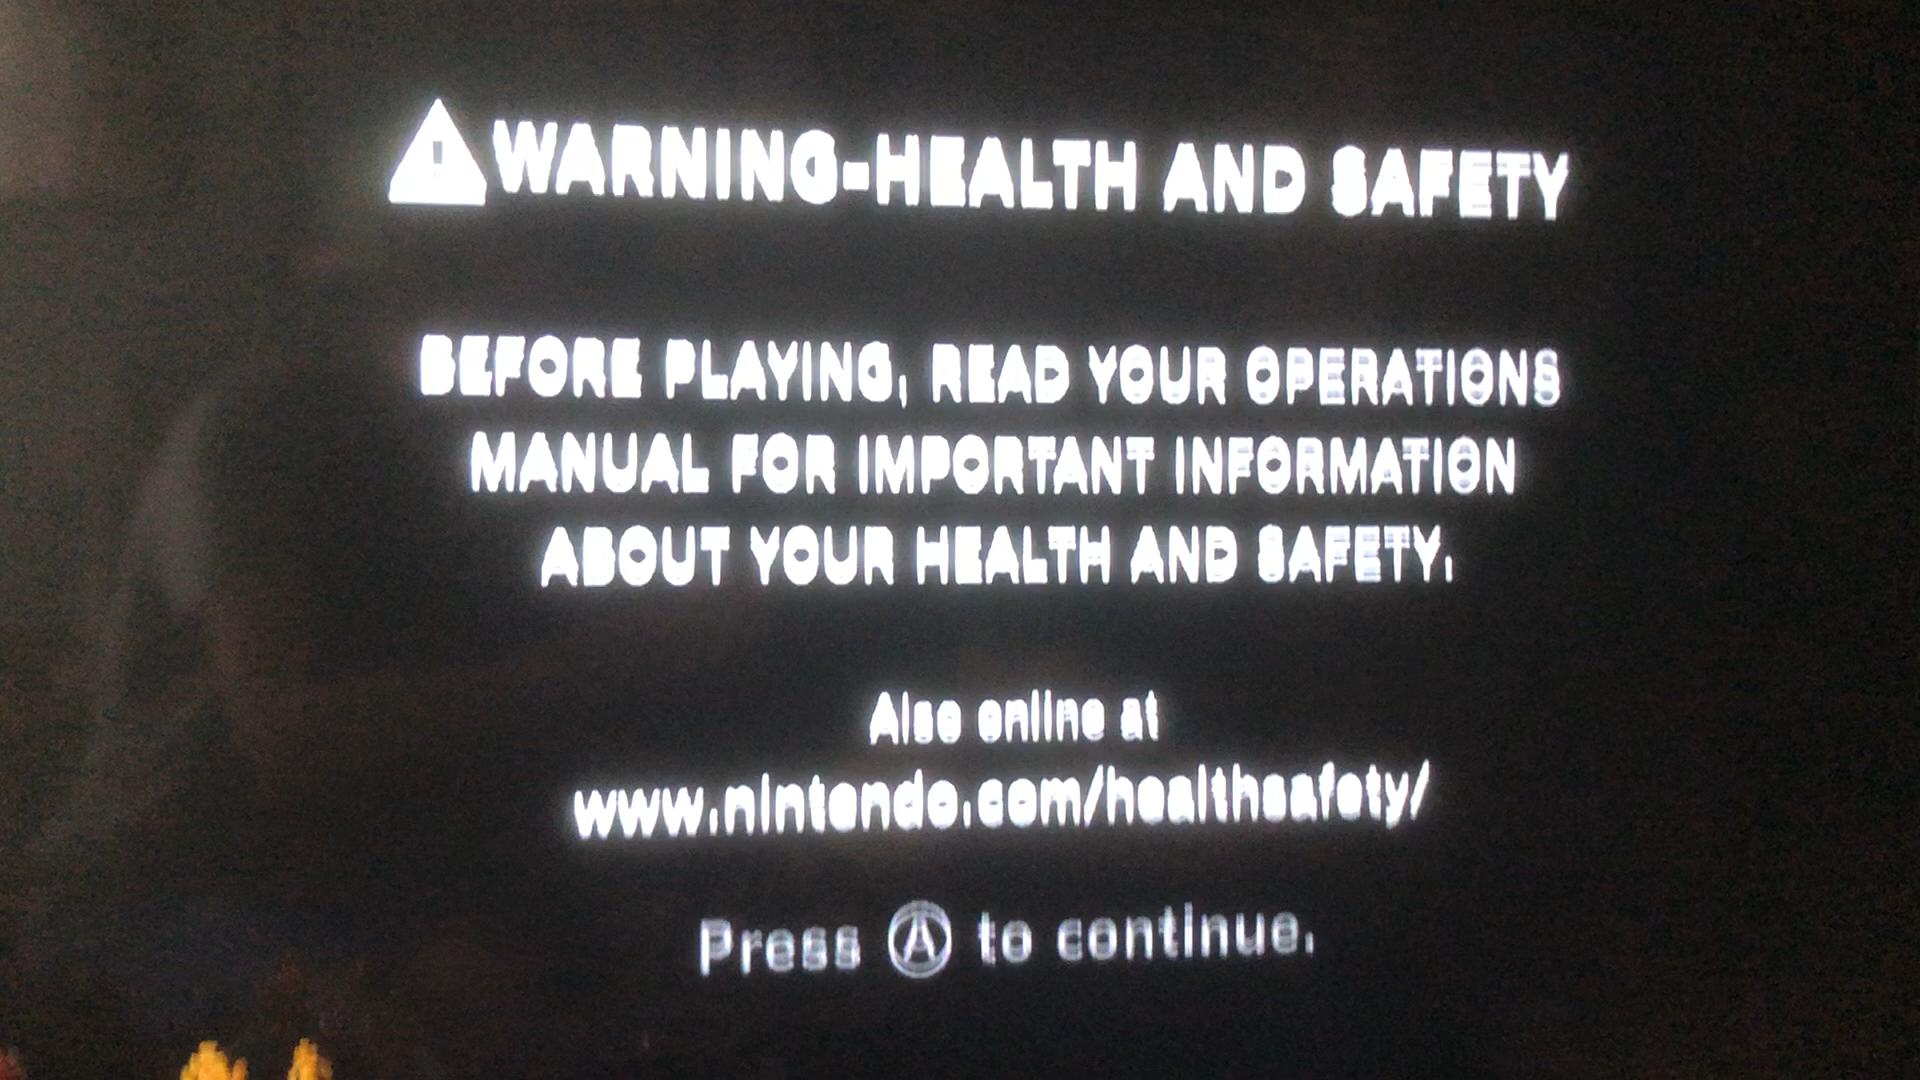 ⚠WARNING-HEALTH AND SAFETY
BEFORE PLAYING, READ YOUR OPERATIONS
MANUAL FOR IMPORTANT INFORMATION
ABOUT YOUR HEALTH AND SAFETY.
Also online at
www.nintendo.com/healthsafety/
Press Ⓐ to continue.